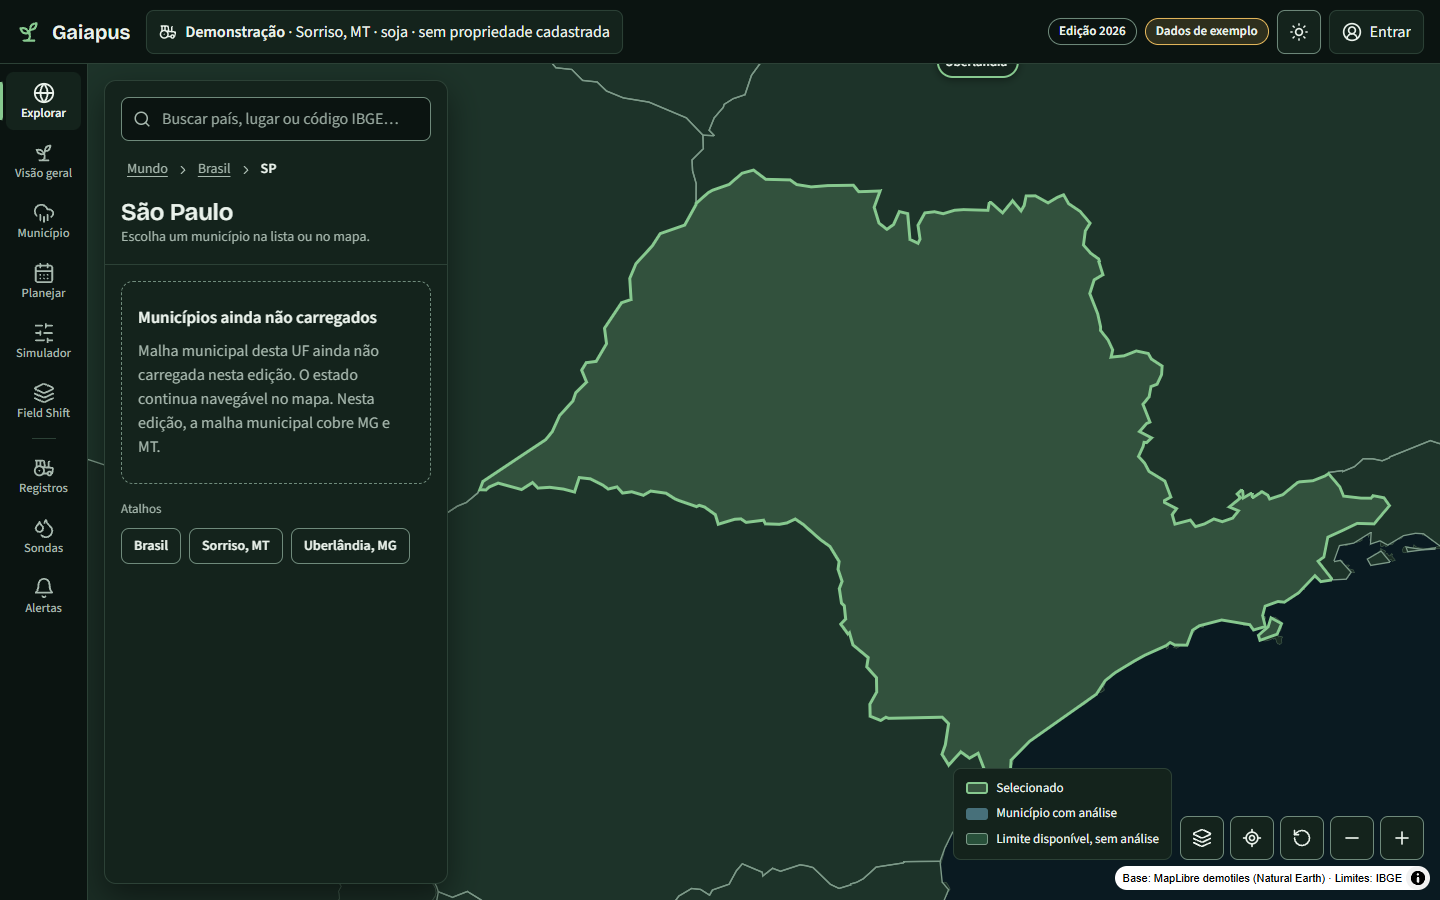 Gaiapus
Demonstração · Sorriso, MT · soja · sem propriedade cadastrada
Edição 2026
Dados de exemplo
Entrar
Explorar
Visão geral
Município
Planejar
Simulador
Field Shift
Registros
Sondas
Alertas
Buscar país, lugar ou código IBGE...
Mundo > Brasil > SP
São Paulo
Escolha um município na lista ou no mapa.
Municípios ainda não carregados
Malha municipal desta UF ainda não
carregada nesta edição. O estado
continua navegável no mapa. Nesta
edição, a malha municipal cobre MG e
MT.
Atalhos
Brasil
Sorriso, MT
Uberlândia, MG
Uberlândia
Selecionado
Município com análise
Limite disponível, sem análise
Base: MapLibre demotiles (Natural Earth) · Limites: IBGE